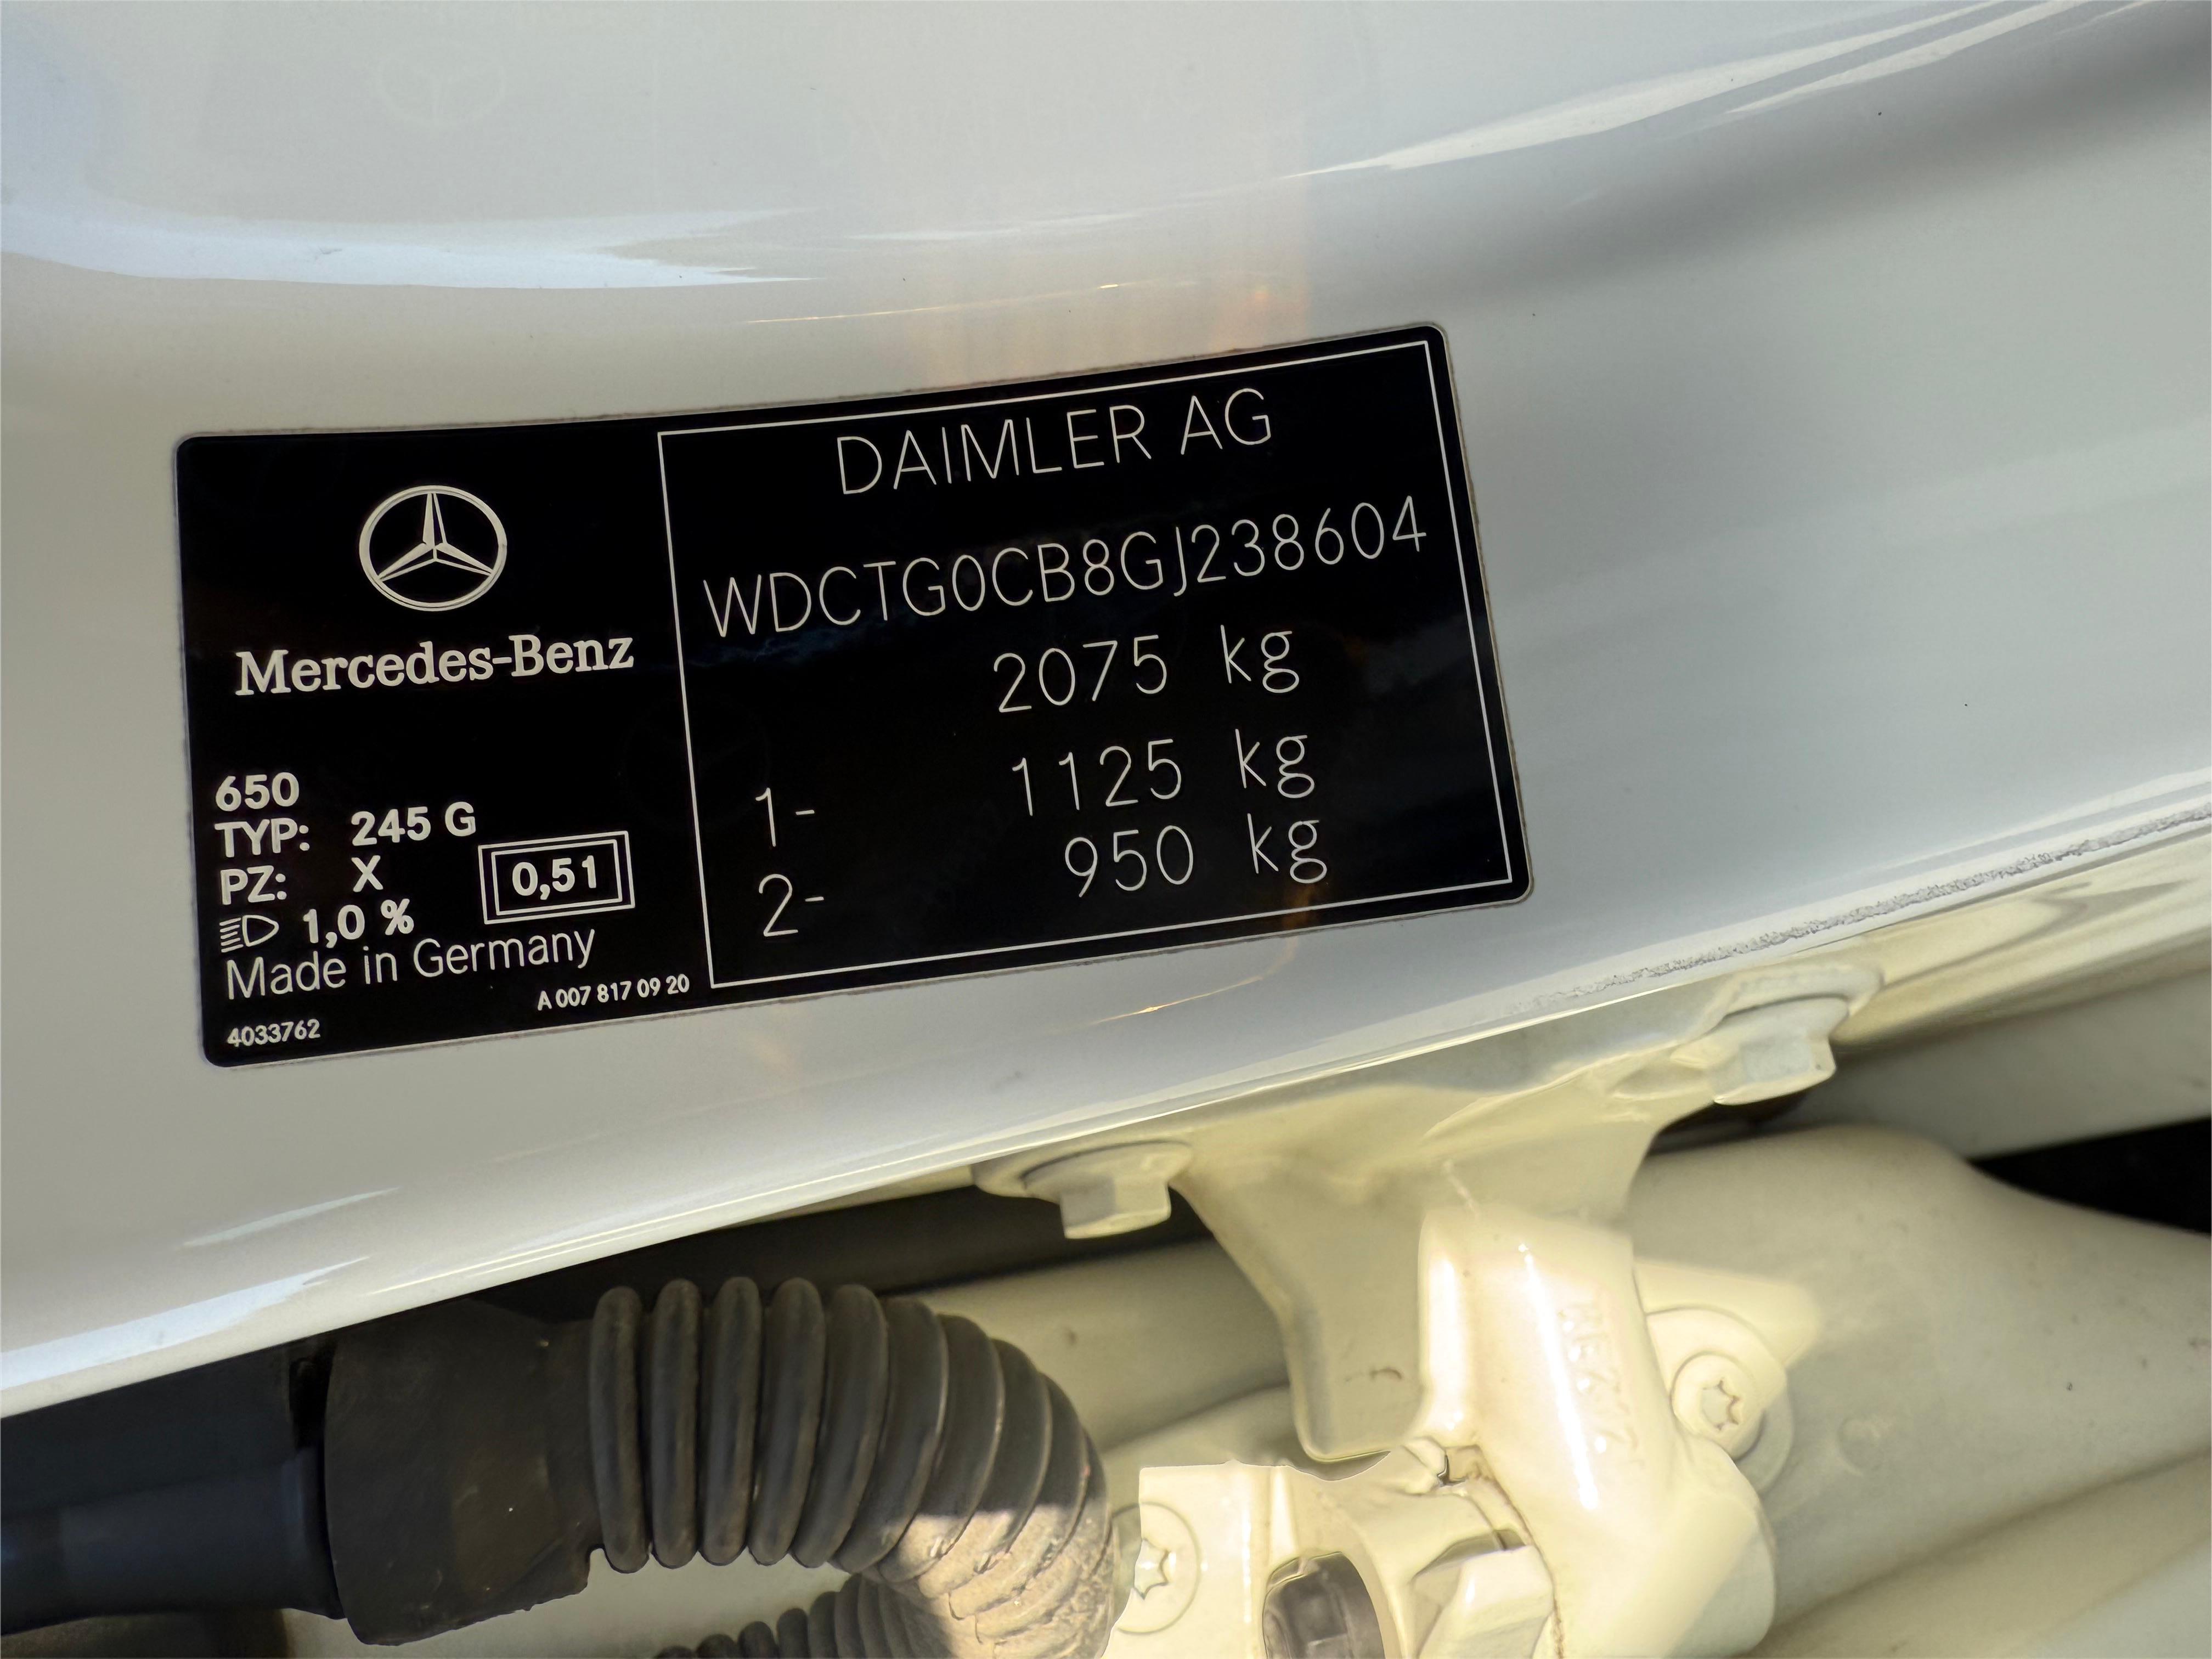 Mercedes-Benz
650
TYP: 245 G
PZ: X
1,0 %
0,51
Made in Germany
A 007 817 09 20
4033762
DAIMLER AG
WDCTG0CB8GJ238604
2075 kg
1- 1125 kg
2- 950 kg